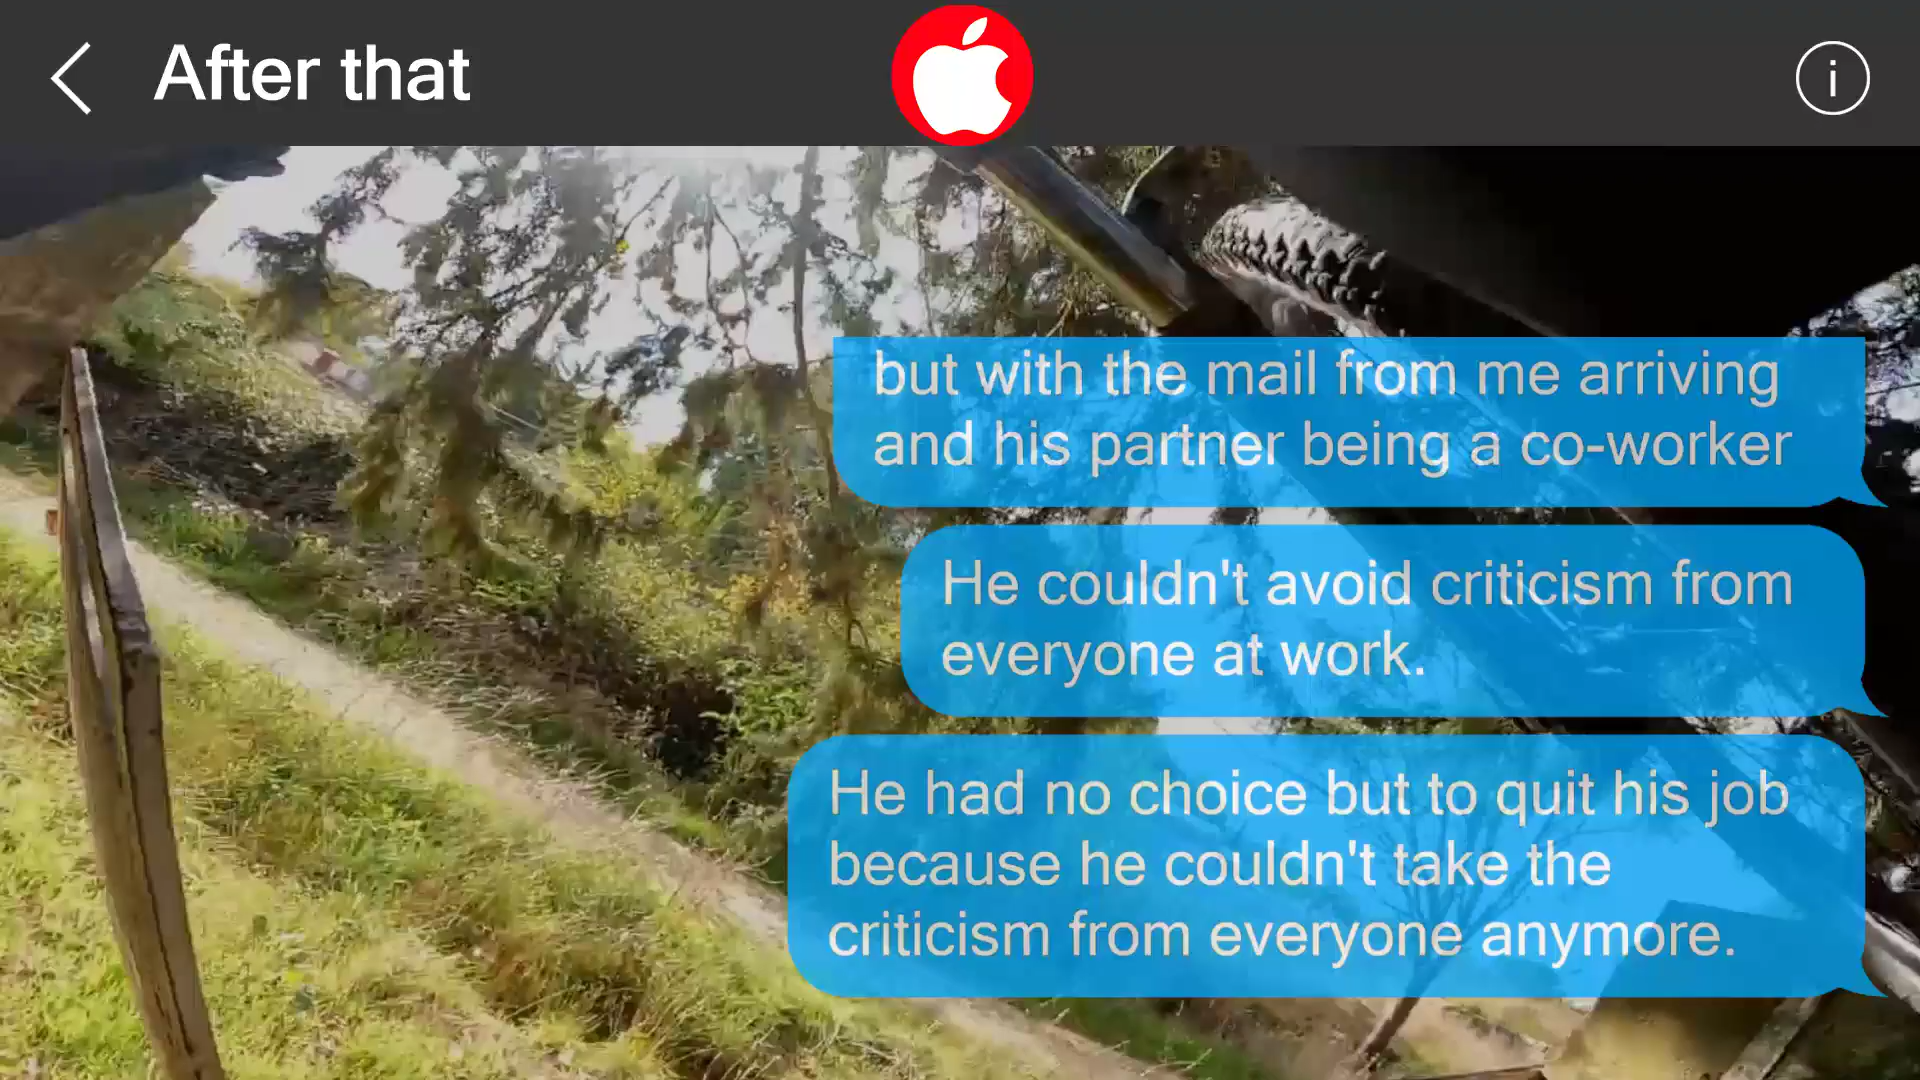 After that
but with the mail from me arriving
and his partner being a co-worker
He couldn't avoid criticism from
everyone at work.
He had no choice but to quit his job
because he couldn't take the
criticism from everyone anymore.